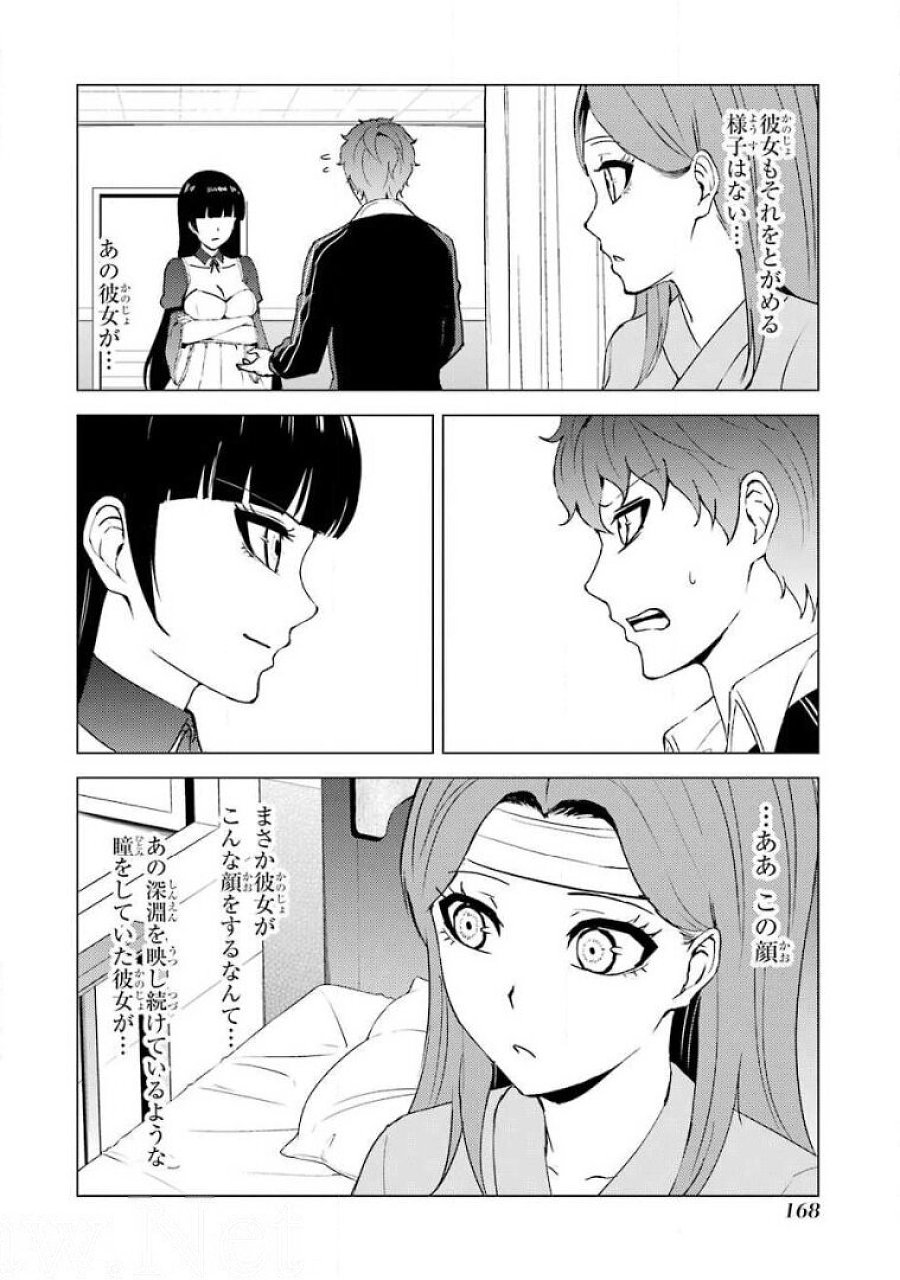 彼女もそれをとがめる
様子はない…
あの彼女が…
…ああ この顔
まさか彼女が
こんな顔をするなんて…
あの深淵を映し続けているような
瞳をしていた彼女が…
168
rw.Net